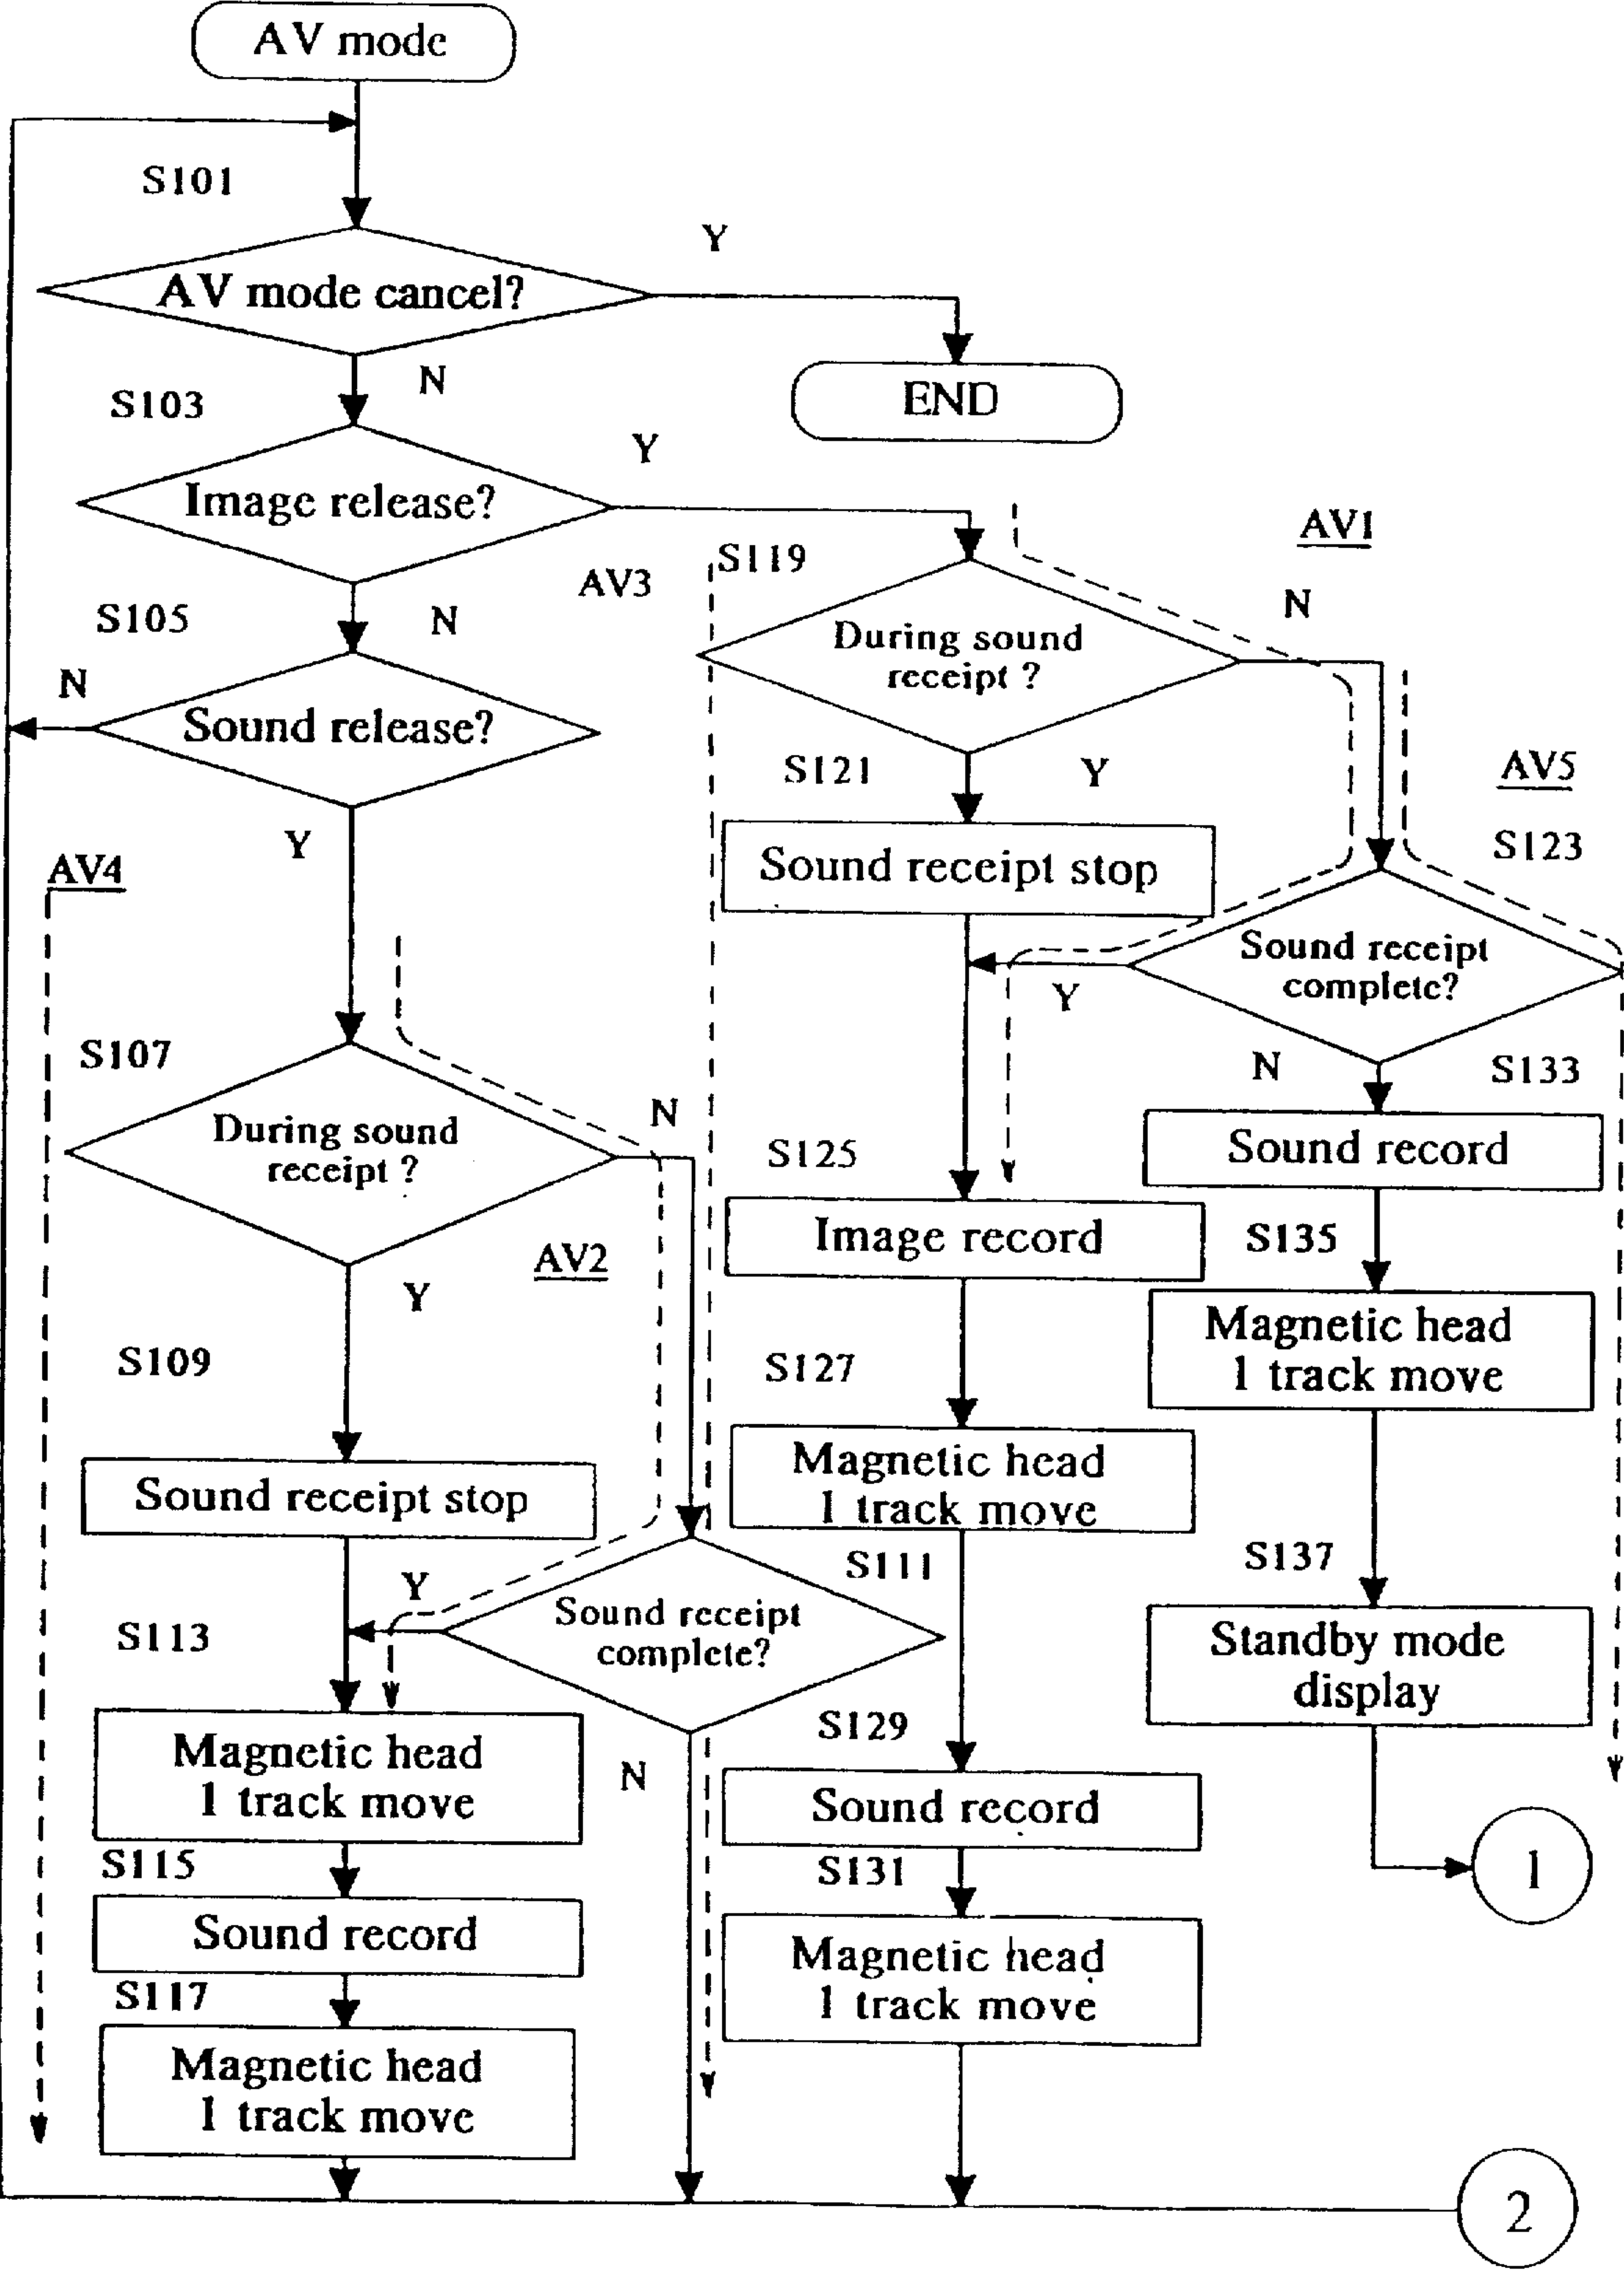 AV mode
S101
Y
AV mode cancel?
N
END
S103
Y
Image release?
AV1
S119
AV3
N
S105
N
During sound
receipt ?
N
Sound release?
S121
Y
AV5
Y
S123
AV4
Sound receipt stop
Sound receipt
complete?
Y
S107
N
S133
N
During sound
receipt ?
Sound record
S125
Image record
S135
AV2
Y
Magnetic head
1 track move
S109
S127
Magnetic head
1 track move
Sound receipt stop
S137
S111
Y
Sound receipt
complete?
S113
Standby mode
display
S129
N
Magnetic head
1 track move
Sound record
S115
S131
1
Sound record
Magnetic head
1 track move
S117
Magnetic head
1 track move
2